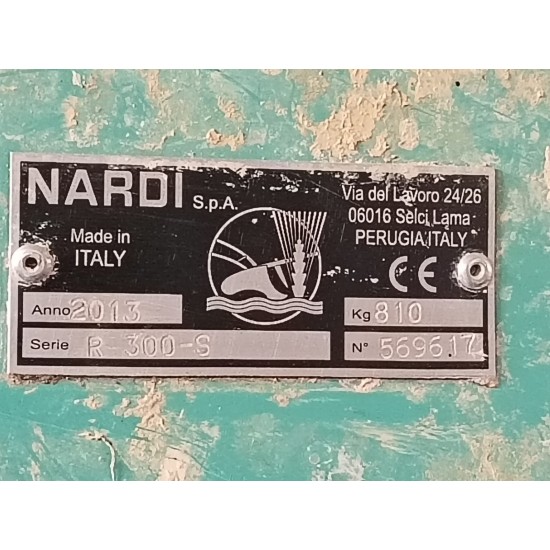 NARDI S.p.A.
Via del Lavoro 24/26
06016 Selci Lama
PERUGIA ITALY
Made in
ITALY
CE
Anno 2013
Kg 810
Serie R-300-S
N° 569617